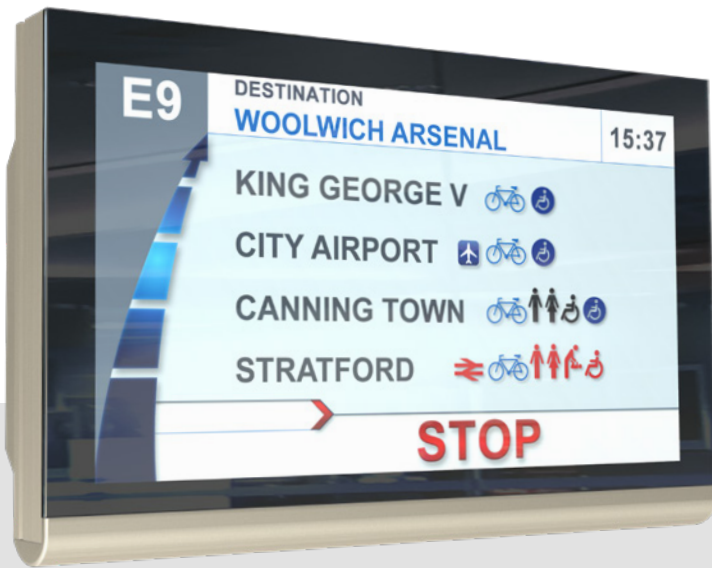 E9
DESTINATION
WOOLWICH ARSENAL
15:37
KING GEORGE V
CITY AIRPORT
CANNING TOWN
STRATFORD
STOP